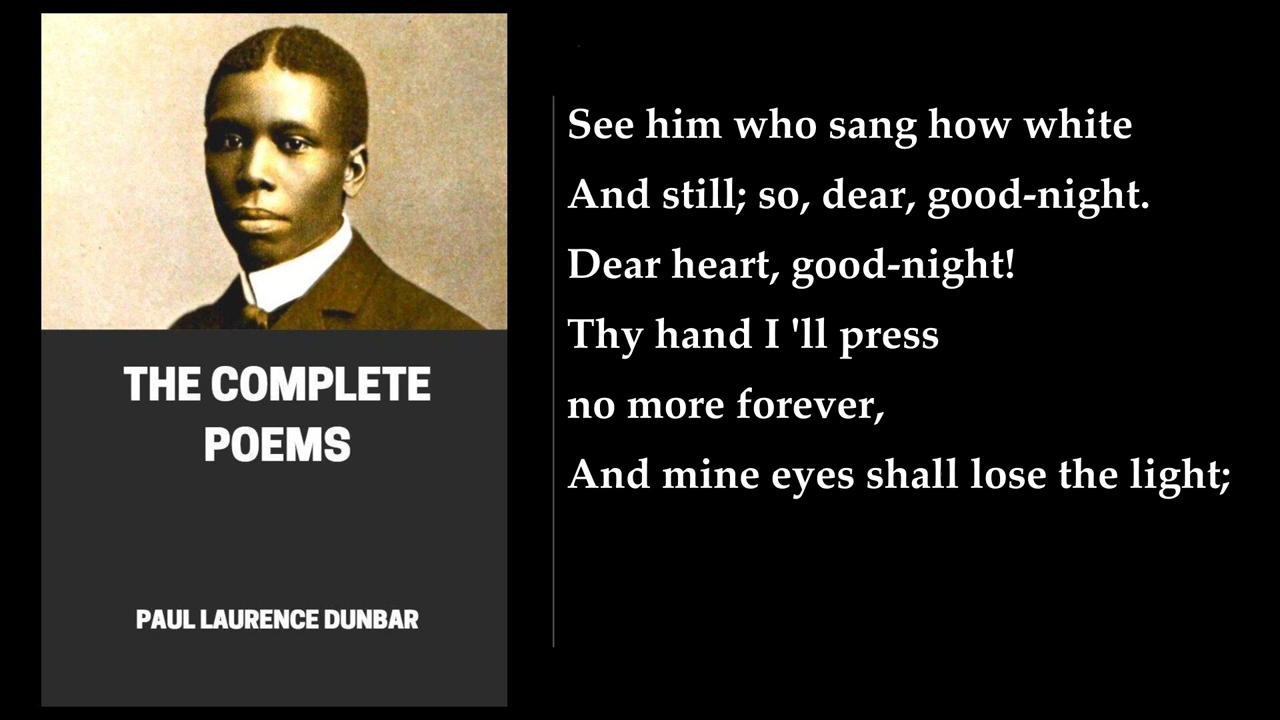 THE COMPLETE
POEMS
PAUL LAURENCE DUNBAR
See him who sang how white
And still; so, dear, good-night.
Dear heart, good-night!
Thy hand I 'll press
no more forever,
And mine eyes shall lose the light;